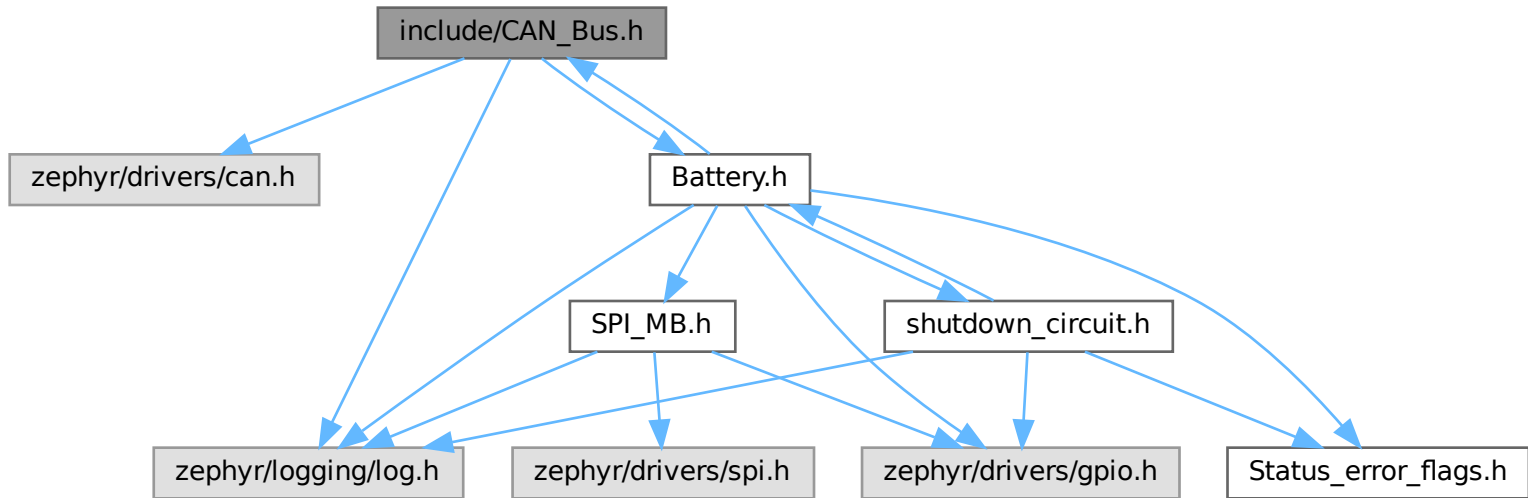 include/CAN_Bus.h
zephyr/drivers/can.h
Battery.h
SPI_MB.h
shutdown_circuit.h
zephyr/logging/log.h
zephyr/drivers/spi.h
zephyr/drivers/gpio.h
Status_error_flags.h